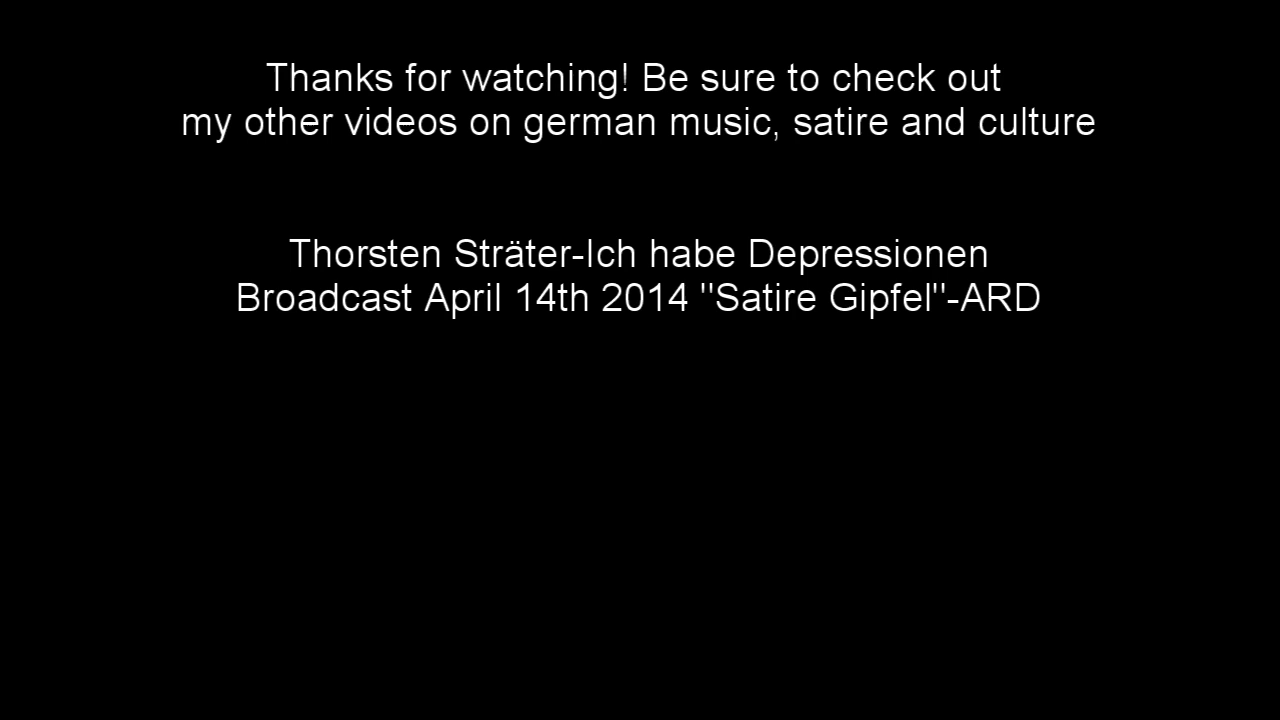 Thanks for watching! Be sure to check out
my other videos on german music, satire and culture
Thorsten Sträter-Ich habe Depressionen
Broadcast April 14th 2014 "Satire Gipfel"-ARD